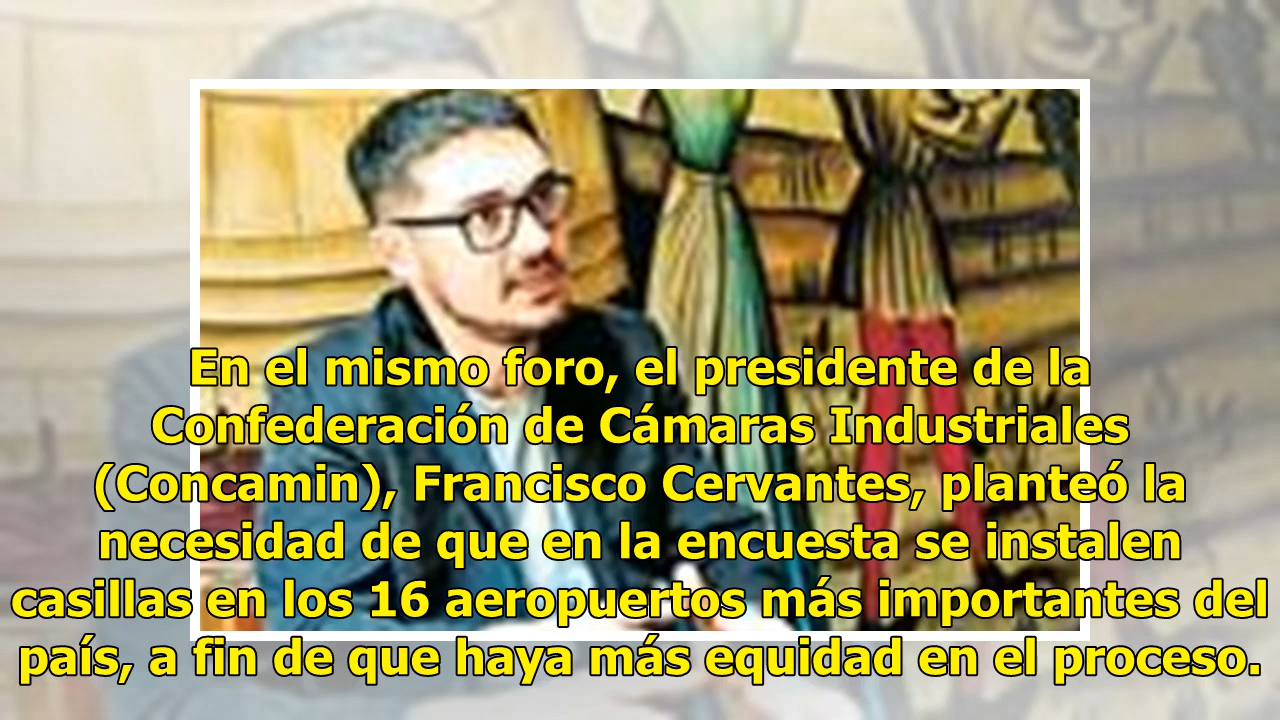 En el mismo foro, el presidente de la
Confederación de Cámaras Industriales
(Concamin), Francisco Cervantes, planteó la
necesidad de que en la encuesta se instalen
casillas en los 16 aeropuertos más importantes del
país, a fin de que haya más equidad en el proceso.